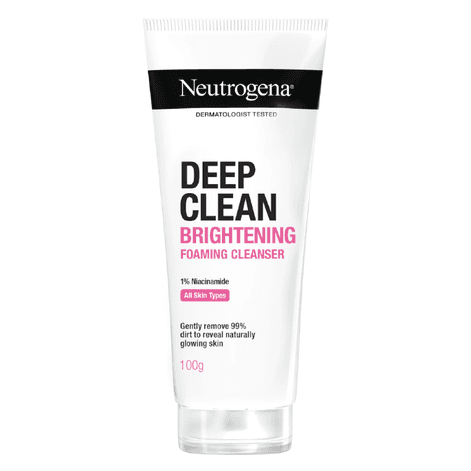 Neutrogena®
DERMATOLOGIST TESTED
DEEP
CLEAN
BRIGHTENING
FOAMING CLEANSER
1% Niacinamide
All Skin Types
Gently remove 99%
dirt to reveal naturally
glowing skin
100g